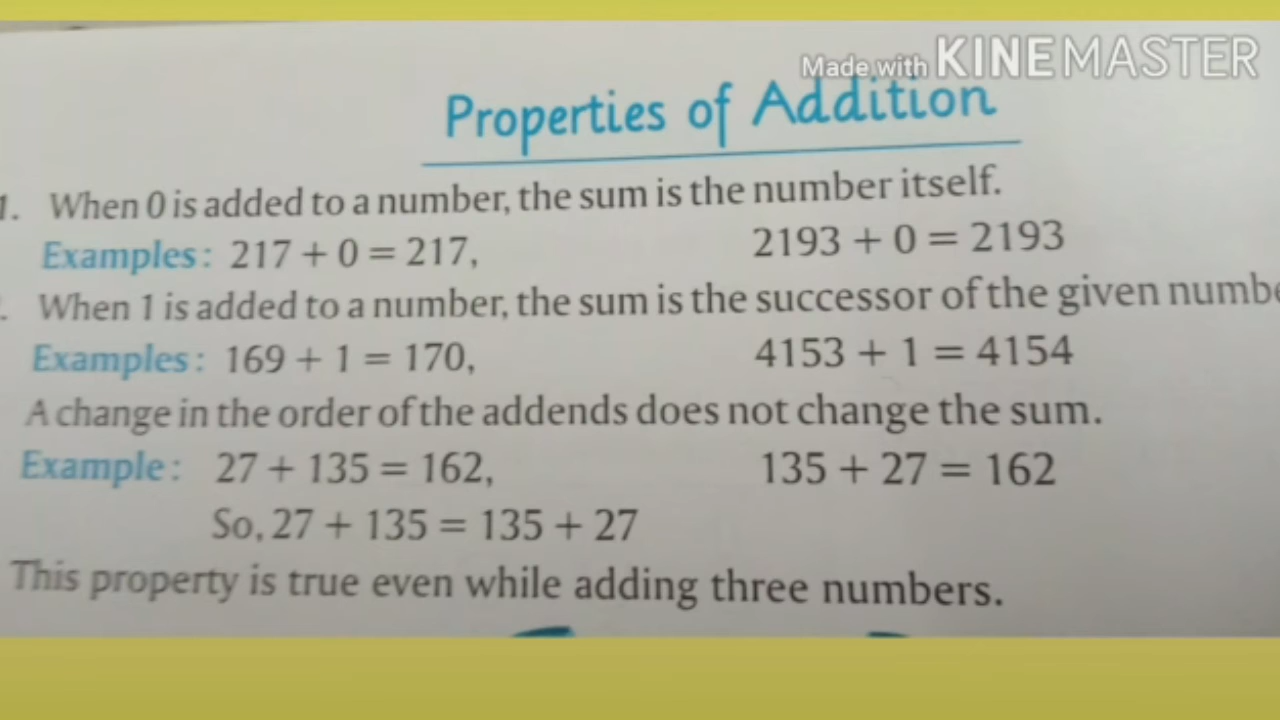 Made with KINEMASTER
Properties of Addition
1. When 0 is added to a number, the sum is the number itself.
Examples: 217 + 0 = 217, 2193 + 0 = 2193
When 1 is added to a number, the sum is the successor of the given
Examples: 169 + 1 = 170, 4153 + 1 = 4154
A change in the order of the addends does not change the sum.
Example: 27 + 135 = 162, 135 + 27 = 162
So, 27 + 135 = 135 + 27
This property is true even while adding three numbers.